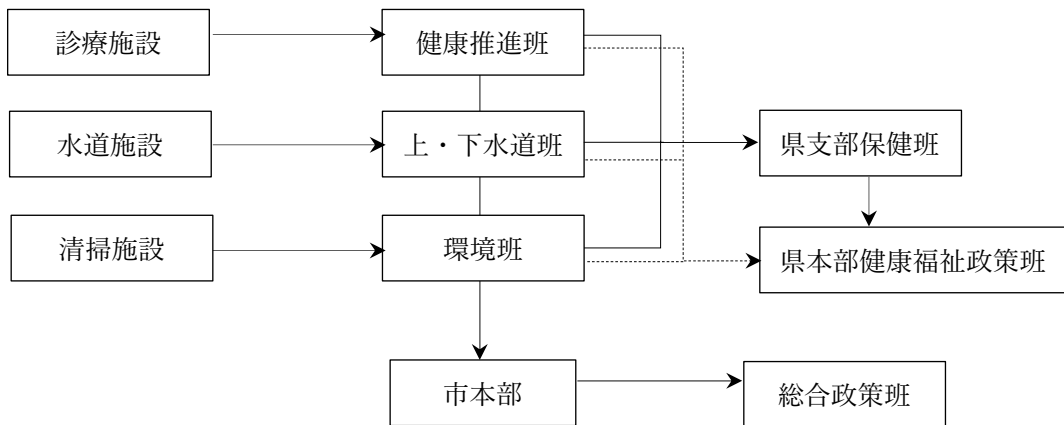 診療施設
健康推進班
水道施設
上・下水道班
県支部保健班
清掃施設
環境班
県本部健康福祉政策班
市本部
総合政策班